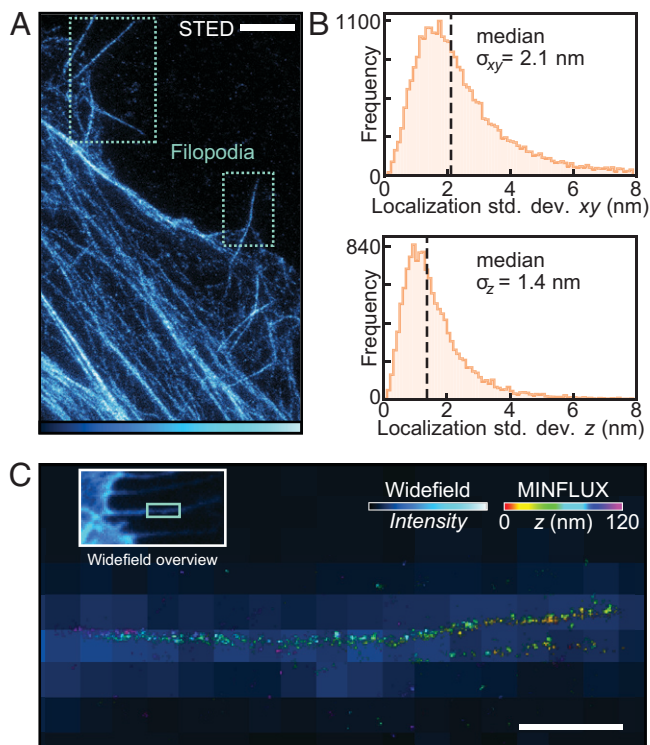 A
STED
Filopodia
B
1100
Frequency
0
median
σxy = 2.1 nm
0 2 4 6 8
Localization std. dev. xy (nm)
840
Frequency
0
median
σz = 1.4 nm
0 2 4 6 8
Localization std. dev. z (nm)
C
Widefield overview
Widefield
Intensity
MINFLUX
0 z (nm) 120